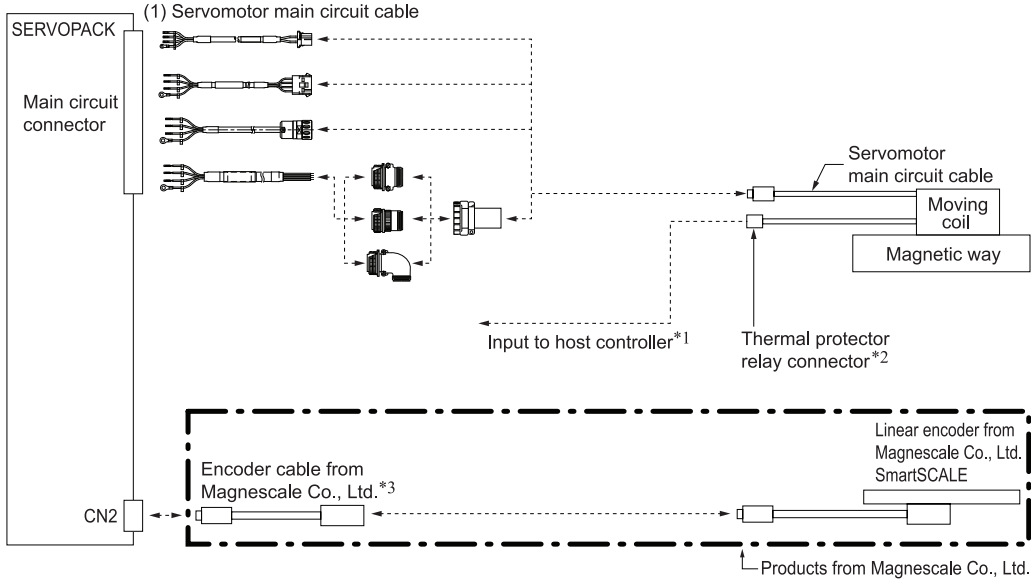 (1) Servomotor main circuit cable
SERVOPACK
Main circuit
connector
Servomotor
main circuit cable
Moving
coil
Magnetic way
Input to host controller*1
Thermal protector
relay connector*2
Linear encoder from
Magnescale Co., Ltd.
SmartSCALE
Encoder cable from
Magnescale Co., Ltd.*3
CN2
Products from Magnescale Co., Ltd.